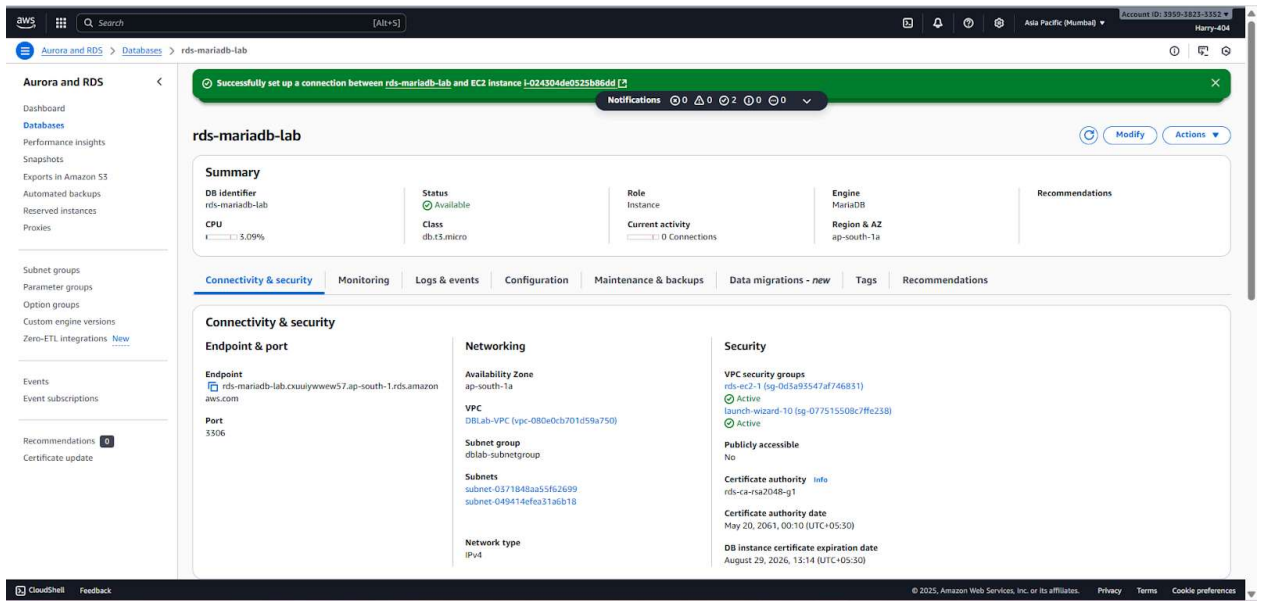 aws
Search [Alt+S]
Asia Pacific (Mumbai) ▼
Account ID: 3959-3823-3352 ▼
Harry-404
Aurora and RDS > Databases > rds-mariadb-lab
Aurora and RDS
Dashboard
Databases
Performance insights
Snapshots
Exports in Amazon S3
Automated backups
Reserved instances
Proxies
Subnet groups
Parameter groups
Option groups
Custom engine versions
Zero-ETL integrations New
Events
Event subscriptions
Recommendations 0
Certificate update
Successfully set up a connection between rds-mariadb-lab and EC2 instance i-024304de0525b86dd
Notifications 0 0 2 0 0
rds-mariadb-lab
Modify
Actions ▼
Summary
DB identifier
rds-mariadb-lab
Status
Available
Role
Instance
Engine
MariaDB
Recommendations
CPU
3.09%
Class
db.t3.micro
Current activity
0 Connections
Region & AZ
ap-south-1a
Connectivity & security
Monitoring
Logs & events
Configuration
Maintenance & backups
Data migrations - new
Tags
Recommendations
Connectivity & security
Endpoint & port
Endpoint
rds-mariadb-lab.cxuuiywwew57.ap-south-1.rds.amazon
aws.com
Port
3306
Networking
Availability Zone
ap-south-1a
VPC
DBLab-VPC (vpc-080e0cb701d59a750)
Subnet group
dblab-subnetgroup
Subnets
subnet-0371848aa55f62699
subnet-049414efea31a6b18
Network type
IPv4
Security
VPC security groups
rds-ec2-1 (sg-0d3a93547af746831)
Active
launch-wizard-10 (sg-077515508c7ffe238)
Active
Publicly accessible
No
Certificate authority Info
rds-ca-rsa2048-g1
Certificate authority date
May 20, 2061, 00:10 (UTC+05:30)
DB instance certificate expiration date
August 29, 2026, 13:14 (UTC+05:30)
CloudShell Feedback
© 2025, Amazon Web Services, Inc. or its affiliates. Privacy Terms Cookie preferences